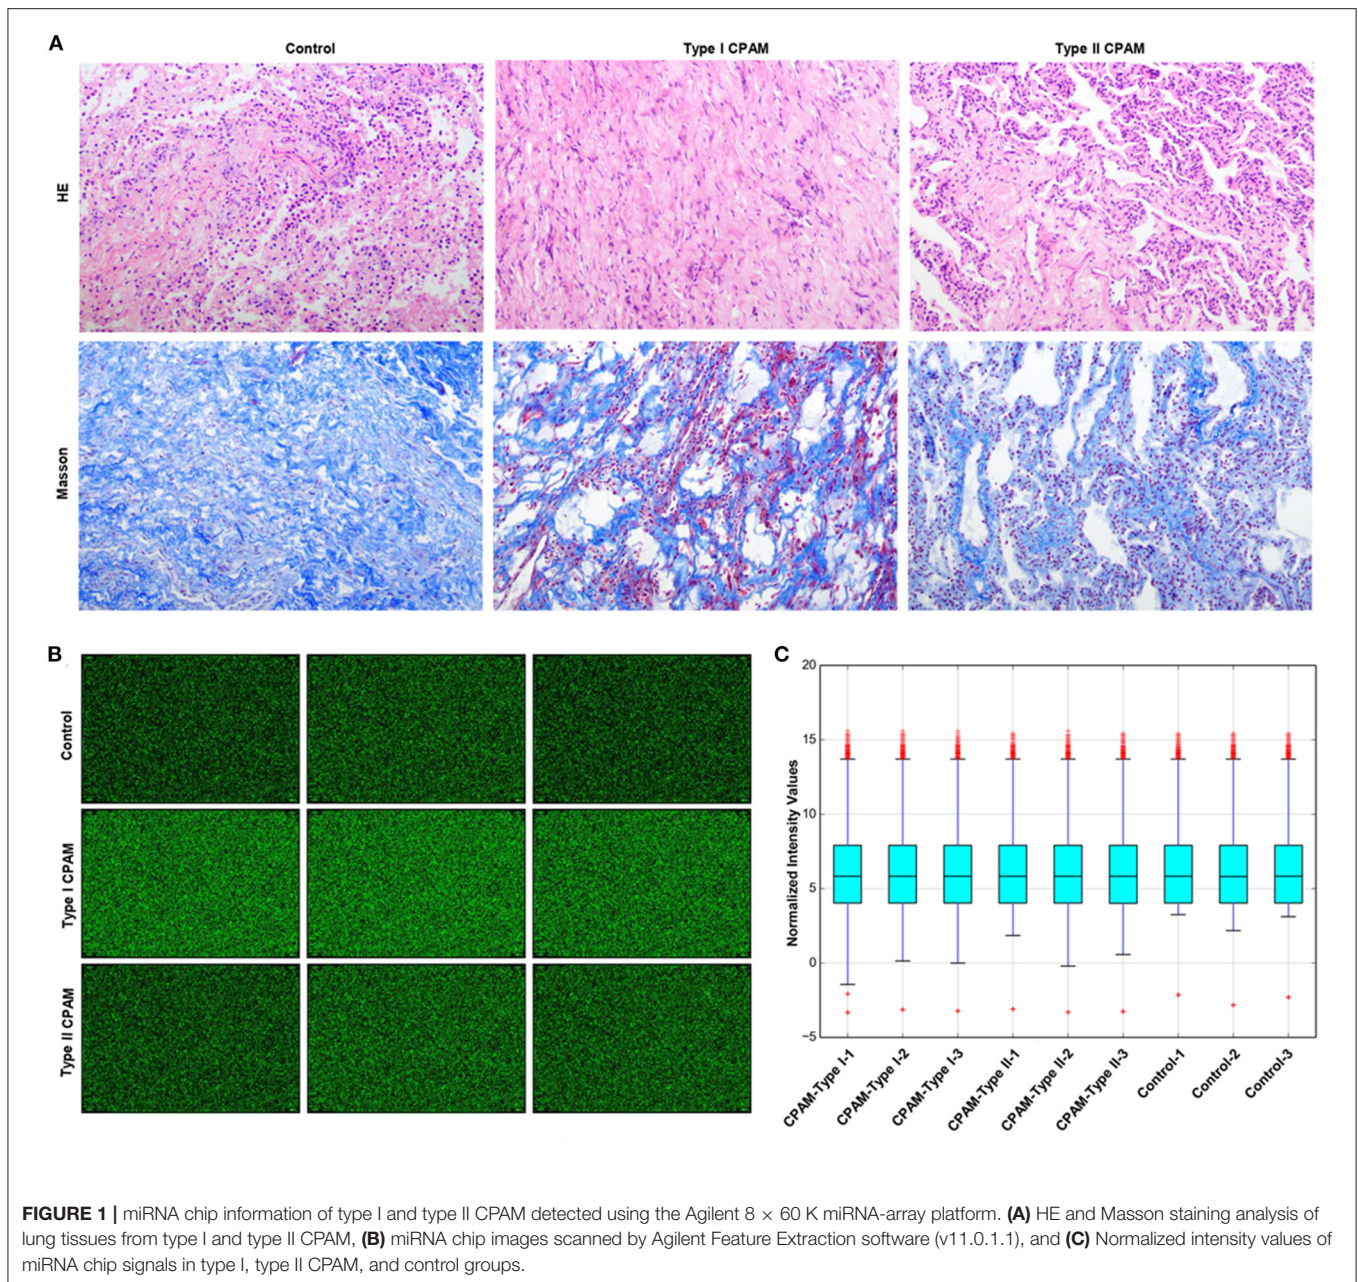 A
Control
Type I CPAM
Type II CPAM
HE
Masson
B
Control
Type I CPAM
Type II CPAM
C
Normalized Intensity Values
20
15
10
5
0
−5
CPAM-Type I-1
CPAM-Type I-2
CPAM-Type I-3
CPAM-Type II-1
CPAM-Type II-2
CPAM-Type II-3
Control-1
Control-2
Control-3
FIGURE 1 | miRNA chip information of type I and type II CPAM detected using the Agilent 8 × 60 K miRNA-array platform. (A) HE and Masson staining analysis of
lung tissues from type I and type II CPAM, (B) miRNA chip images scanned by Agilent Feature Extraction software (v11.0.1.1), and (C) Normalized intensity values of
miRNA chip signals in type I, type II CPAM, and control groups.